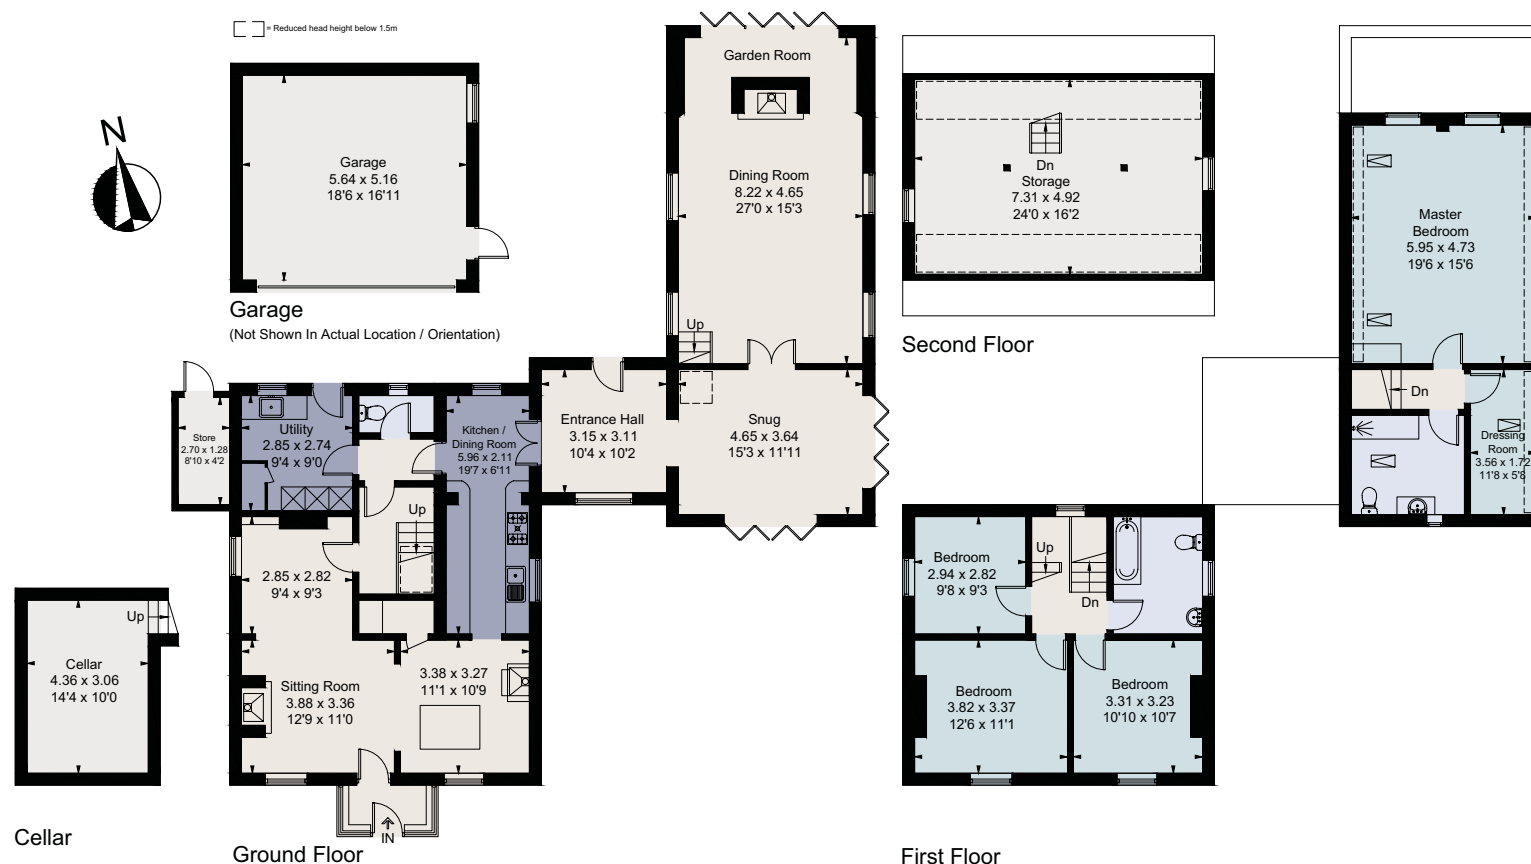 = Reduced head height below 1.5m
N
Garage
5.64 x 5.16
18'6 x 16'11
Garage
(Not Shown In Actual Location / Orientation)
Garden Room
Dining Room
8.22 x 4.65
27'0 x 15'3
Up
Dn
Storage
7.31 x 4.92
24'0 x 16'2
Second Floor
Master
Bedroom
5.95 x 4.73
19'6 x 15'6
Dn
Dressing
Room
3.56 x 1.72
11'8 x 5'8
Store
2.70 x 1.28
8'10 x 4'2
Utility
2.85 x 2.74
9'4 x 9'0
Kitchen /
Dining Room
5.96 x 2.11
19'7 x 6'11
Entrance Hall
3.15 x 3.11
10'4 x 10'2
Snug
4.65 x 3.64
15'3 x 11'11
Up
2.85 x 2.82
9'4 x 9'3
Sitting Room
3.88 x 3.36
12'9 x 11'0
3.38 x 3.27
11'1 x 10'9
IN
Up
Cellar
4.36 x 3.06
14'4 x 10'0
Cellar
Ground Floor
Bedroom
2.94 x 2.82
9'8 x 9'3
Up
Dn
Bedroom
3.82 x 3.37
12'6 x 11'1
Bedroom
3.31 x 3.23
10'10 x 10'7
First Floor